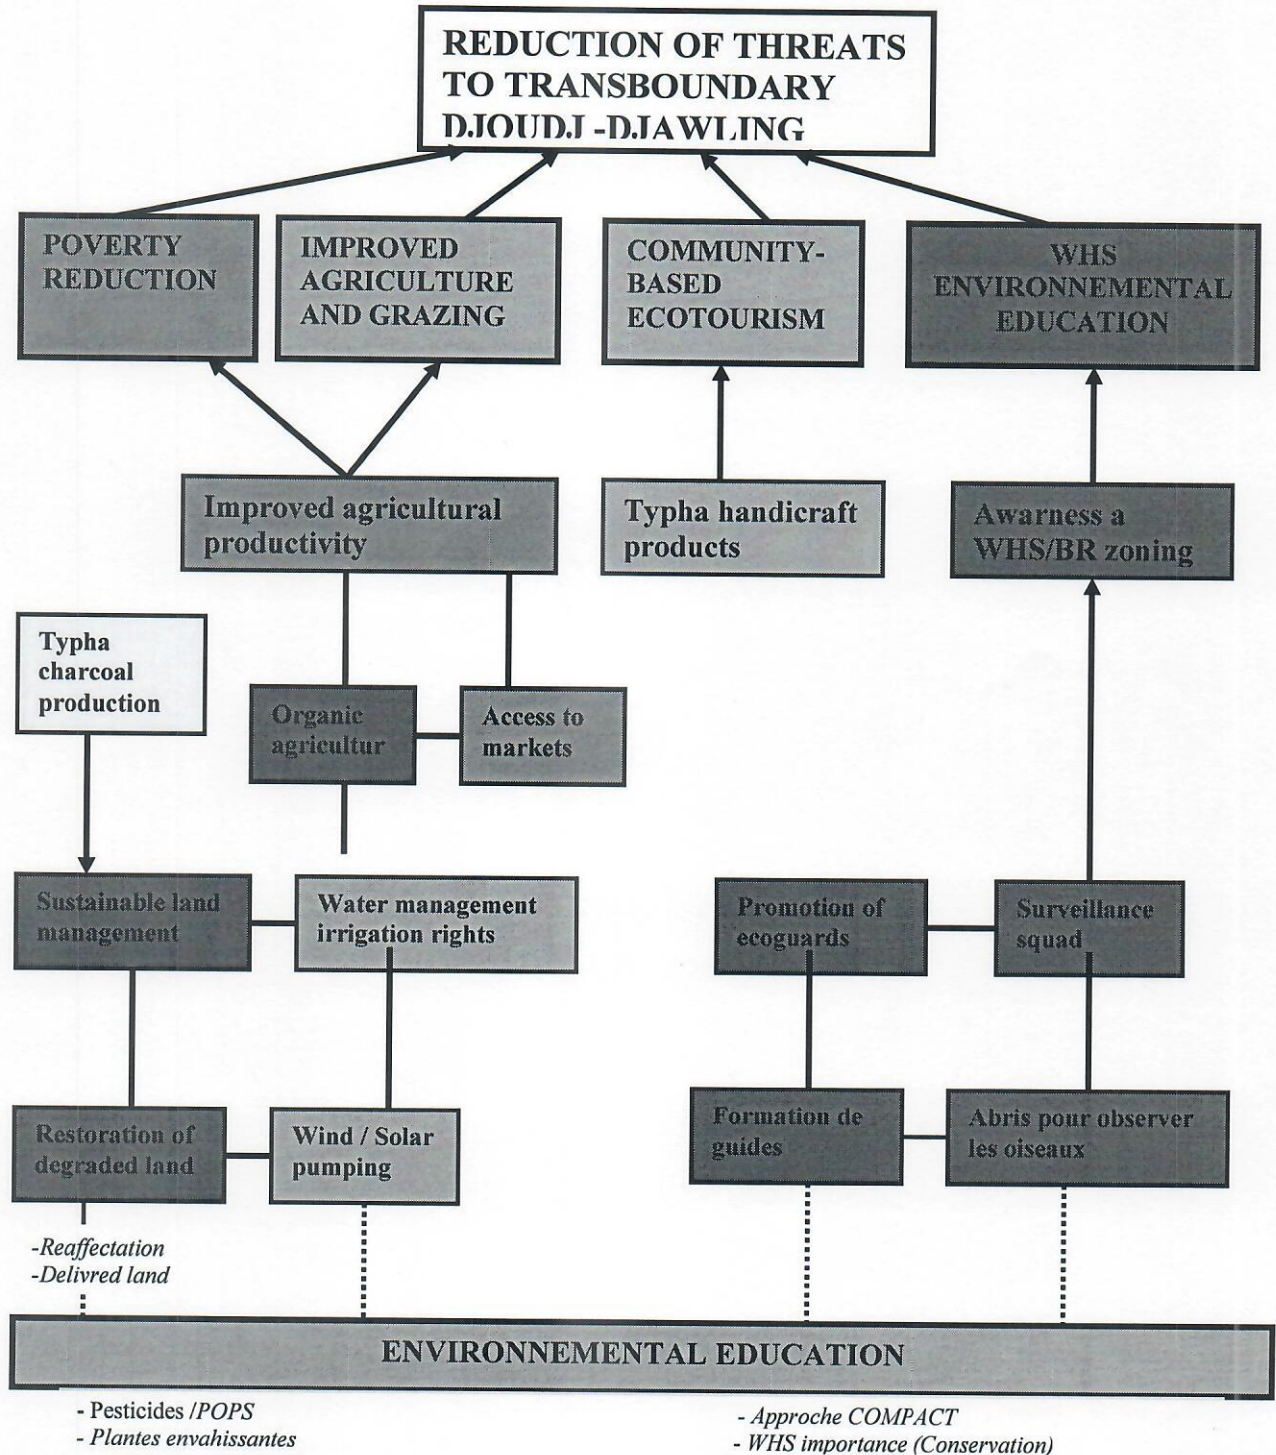 REDUCTION OF THREATS
TO TRANSBOUNDARY
DJOUDJ -DJAWLING
POVERTY
REDUCTION
IMPROVED
AGRICULTURE
AND GRAZING
COMMUNITY-
BASED
ECOTOURISM
WHS
ENVIRONNEMENTAL
EDUCATION
Improved agricultural
productivity
Typha handicraft
products
Awarness a
WHS/BR zoning
Typha
charcoal
production
Organic
agricultur
Access to
markets
Sustainable land
management
Water management
irrigation rights
Promotion of
ecoguards
Surveillance
squad
Restoration of
degraded land
Wind / Solar
pumping
Formation de
guides
Abris pour observer
les oiseaux
-Reaffectation
-Delivred land
ENVIRONNEMENTAL EDUCATION
- Pesticides /POPS
- Plantes envahissantes
- Approche COMPACT
- WHS importance (Conservation)